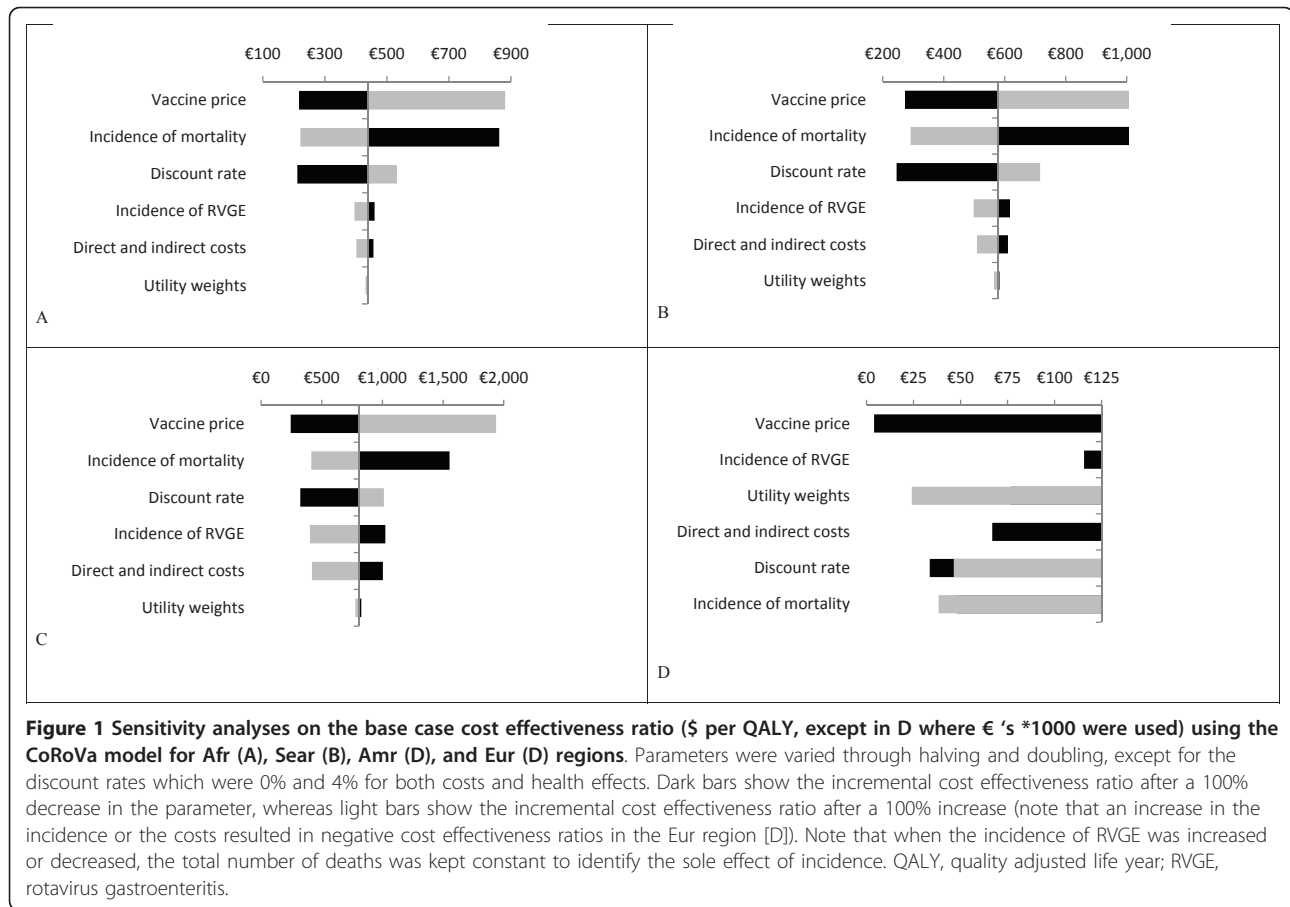 €100 €300 €500 €700 €900
Vaccine price
Incidence of mortality
Discount rate
Incidence of RVGE
Direct and indirect costs
Utility weights
A
€200 €400 €600 €800 €1,000
Vaccine price
Incidence of mortality
Discount rate
Incidence of RVGE
Direct and indirect costs
Utility weights
B
€0 €500 €1,000 €1,500 €2,000
Vaccine price
Incidence of mortality
Discount rate
Incidence of RVGE
Direct and indirect costs
Utility weights
C
€0 €25 €50 €75 €100 €125
Vaccine price
Incidence of RVGE
Utility weights
Direct and indirect costs
Discount rate
Incidence of mortality
D
Figure 1 Sensitivity analyses on the base case cost effectiveness ratio ($ per QALY, except in D where € ‘s *1000 were used) using the
CoRoVa model for Afr (A), Sear (B), Amr (D), and Eur (D) regions. Parameters were varied through halving and doubling, except for the
discount rates which were 0% and 4% for both costs and health effects. Dark bars show the incremental cost effectiveness ratio after a 100%
decrease in the parameter, whereas light bars show the incremental cost effectiveness ratio after a 100% increase (note that an increase in the
incidence or the costs resulted in negative cost effectiveness ratios in the Eur region [D]). Note that when the incidence of RVGE was increased
or decreased, the total number of deaths was kept constant to identify the sole effect of incidence. QALY, quality adjusted life year; RVGE,
rotavirus gastroenteritis.